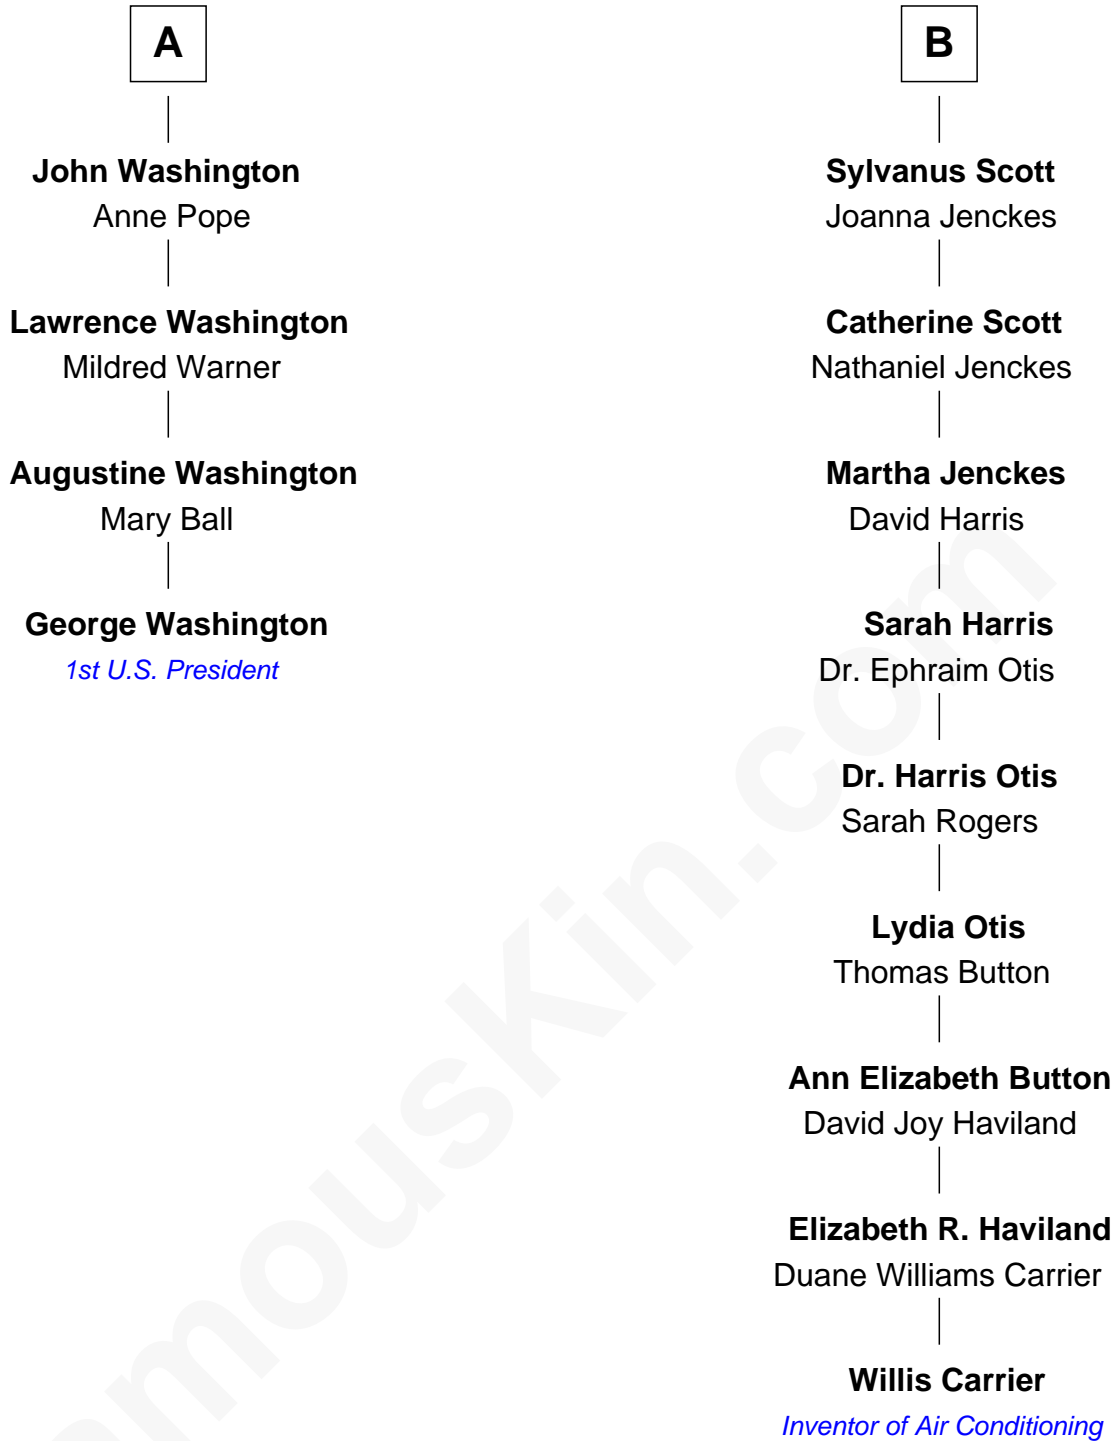 A
John Washington
Anne Pope
Lawrence Washington
Mildred Warner
Augustine Washington
Mary Ball
George Washington
1st U.S. President
B
Sylvanus Scott
Joanna Jenckes
Catherine Scott
Nathaniel Jenckes
Martha Jenckes
David Harris
Sarah Harris
Dr. Ephraim Otis
Dr. Harris Otis
Sarah Rogers
Lydia Otis
Thomas Button
Ann Elizabeth Button
David Joy Haviland
Elizabeth R. Haviland
Duane Williams Carrier
Willis Carrier
Inventor of Air Conditioning
amousKin.com